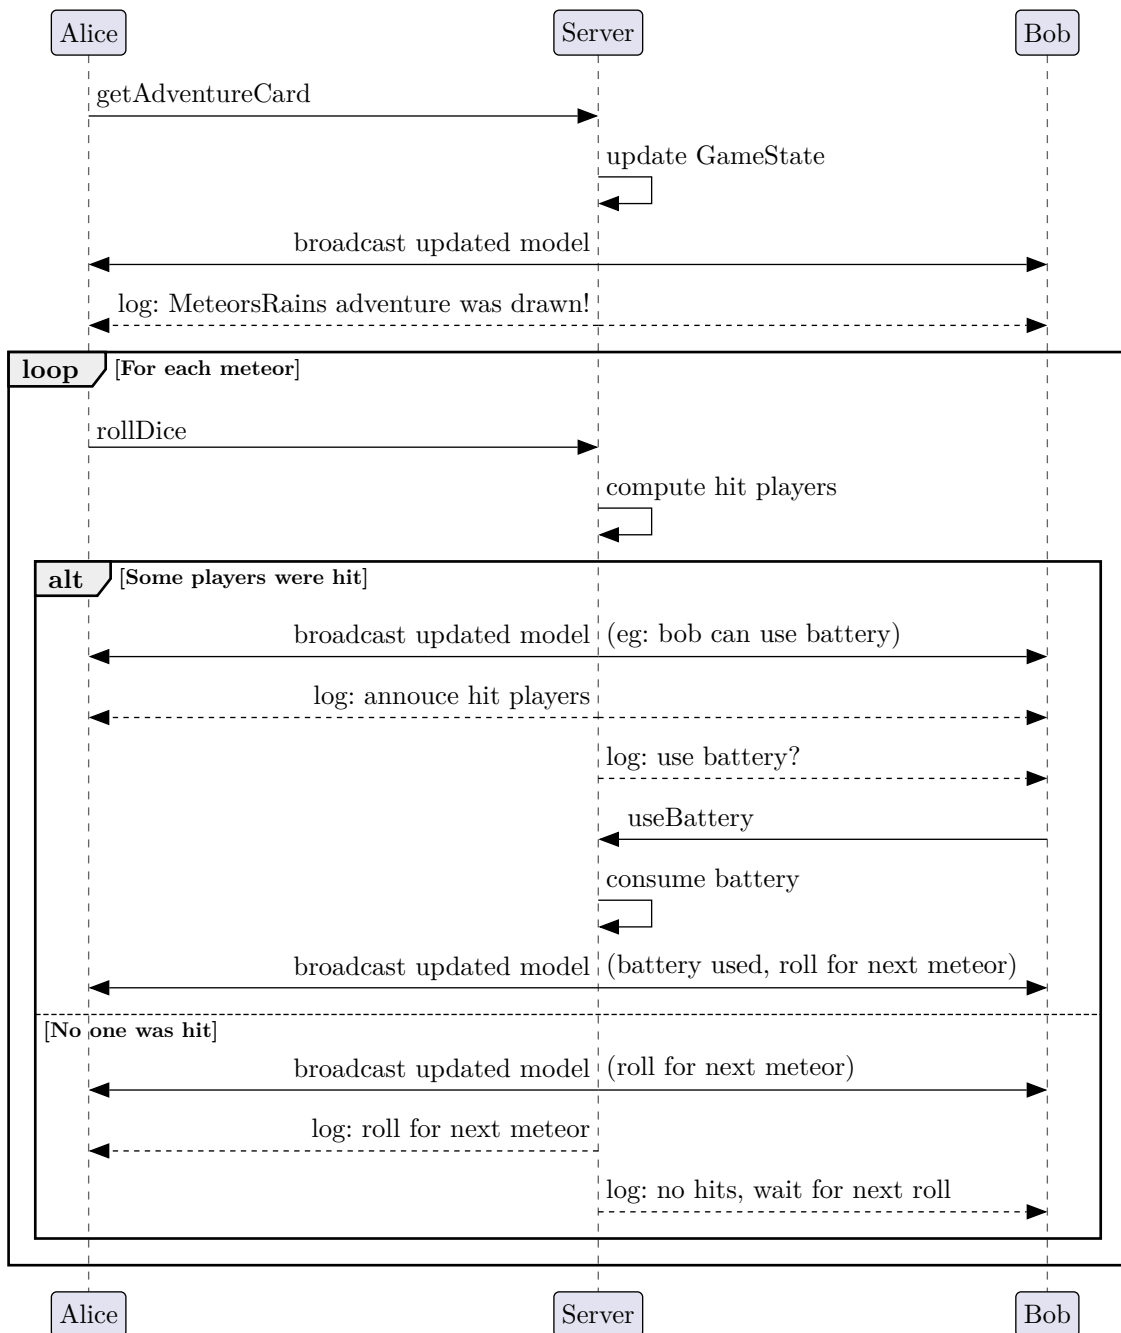 Alice Server Bob
getAdventureCard
update GameState
broadcast updated model
log: MeteorsRains adventure was drawn!
loop [For each meteor]
rollDice
compute hit players
alt [Some players were hit]
broadcast updated model (eg: bob can use battery)
log: annouce hit players
log: use battery?
useBattery
consume battery
broadcast updated model (battery used, roll for next meteor)
[No one was hit]
broadcast updated model (roll for next meteor)
log: roll for next meteor
log: no hits, wait for next roll
Alice Server Bob